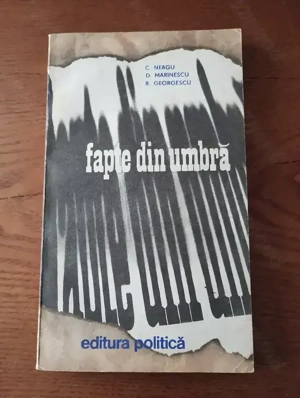 C. NEAGU
D. MARINESCU
R. GEORGESCU
fapte din umbră
editura politică